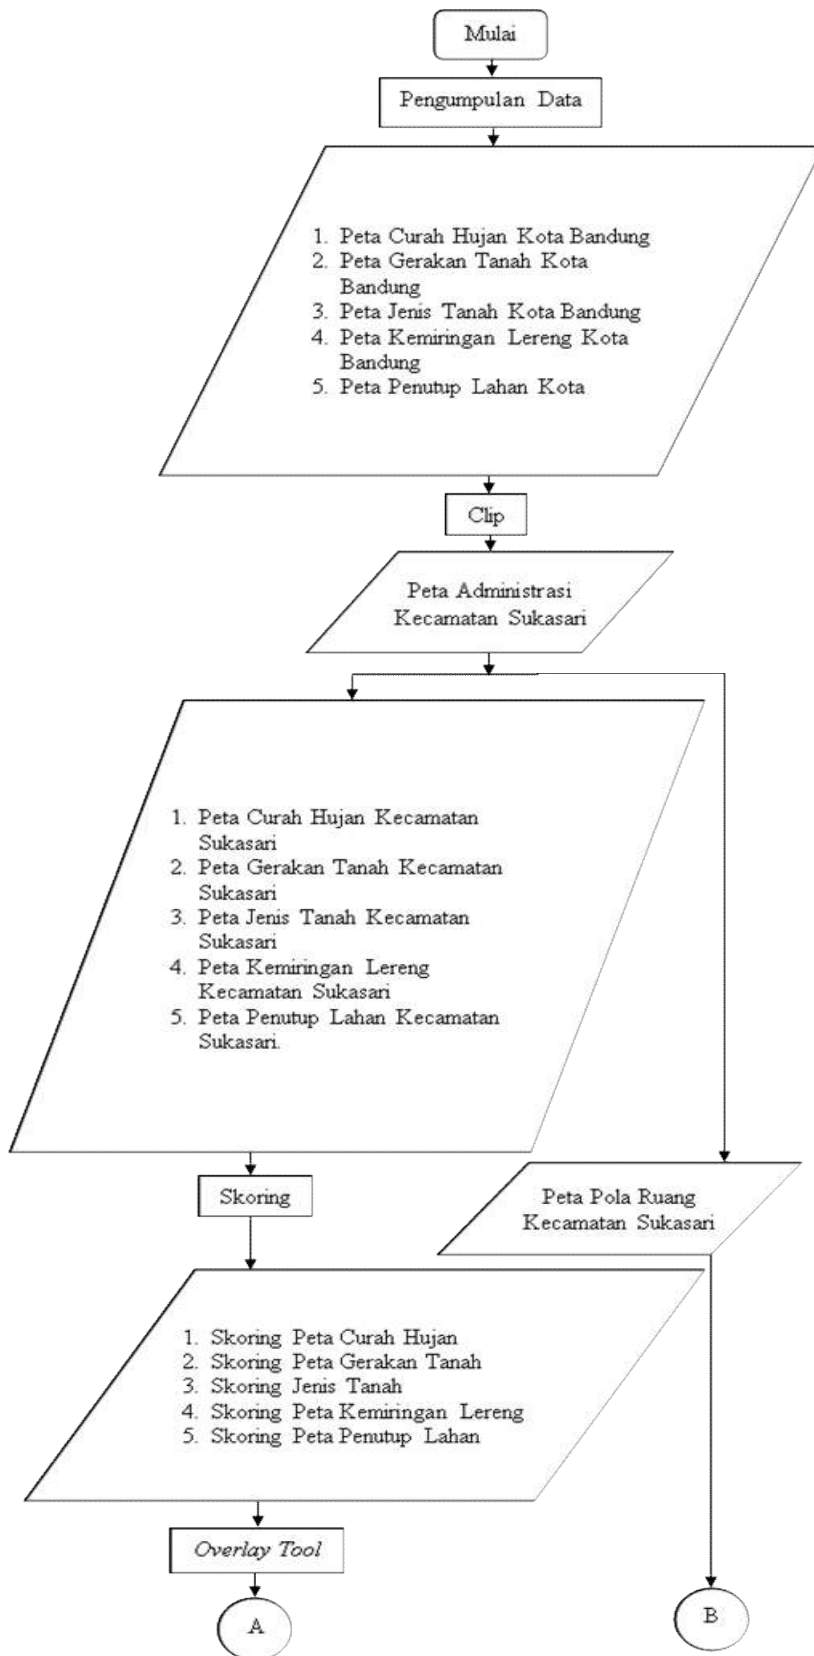 Mulai
Pengumpulan Data
1. Peta Curah Hujan Kota Bandung
2. Peta Gerakan Tanah Kota
Bandung
3. Peta Jenis Tanah Kota Bandung
4. Peta Kemiringan Lereng Kota
Bandung
5. Peta Penutup Lahan Kota
Clip
Peta Administrasi
Kecamatan Sukasari
1. Peta Curah Hujan Kecamatan
Sukasari
2. Peta Gerakan Tanah Kecamatan
Sukasari
3. Peta Jenis Tanah Kecamatan
Sukasari
4. Peta Kemiringan Lereng
Kecamatan Sukasari
5. Peta Penutup Lahan Kecamatan
Sukasari.
Skoring
Peta Pola Ruang
Kecamatan Sukasari
1. Skoring Peta Curah Hujan
2. Skoring Peta Gerakan Tanah
3. Skoring Jenis Tanah
4. Skoring Peta Kemiringan Lereng
5. Skoring Peta Penutup Lahan
Overlay Tool
A
B